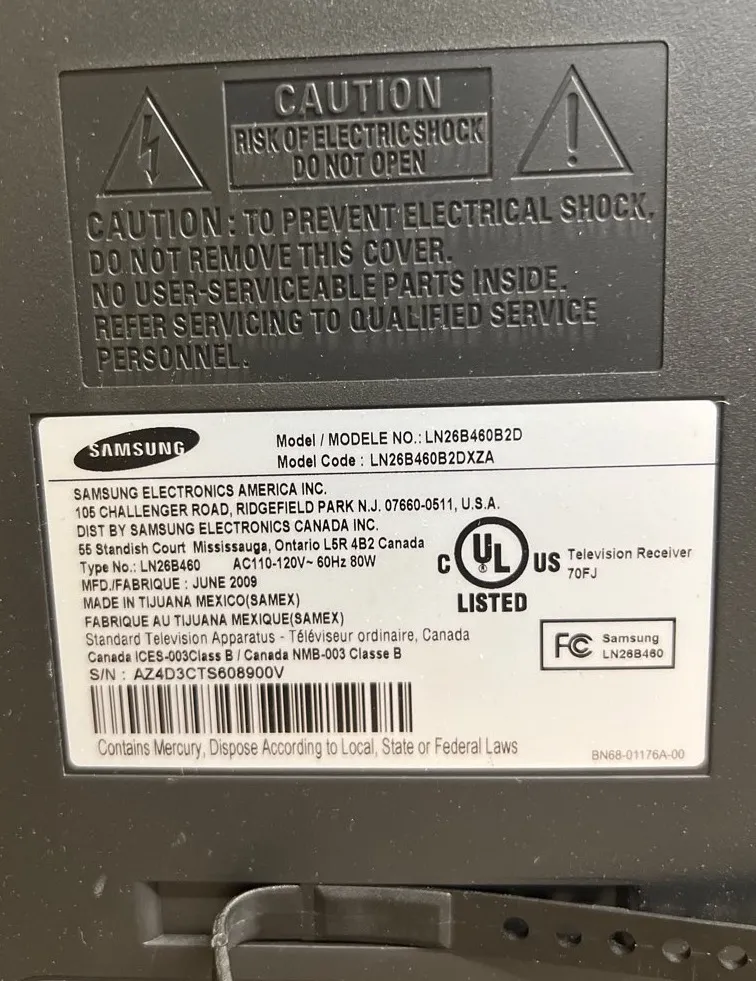 CAUTION
RISK OF ELECTRIC SHOCK
DO NOT OPEN
CAUTION : TO PREVENT ELECTRICAL SHOCK,
DO NOT REMOVE THIS COVER.
NO USER-SERVICEABLE PARTS INSIDE.
REFER SERVICING TO QUALIFIED SERVICE
PERSONNEL.
SAMSUNG
Model / MODELE NO.: LN26B460B2D
Model Code : LN26B460B2DXZA
SAMSUNG ELECTRONICS AMERICA INC.
105 CHALLENGER ROAD, RIDGEFIELD PARK N.J. 07660-0511, U.S.A.
DIST BY SAMSUNG ELECTRONICS CANADA INC.
55 Standish Court Mississauga, Ontario L5R 4B2 Canada
Type No.: LN26B460 AC110-120V~ 60Hz 80W
MFD./FABRIQUE : JUNE 2009
MADE IN TIJUANA MEXICO(SAMEX)
FABRIQUE AU TIJUANA MEXIQUE(SAMEX)
Standard Television Apparatus - Téléviseur ordinaire, Canada
Canada ICES-003Class B / Canada NMB-003 Classe B
S/N : AZ4D3CTS608900V
C UL US
LISTED
Television Receiver
70FJ
FC Samsung
LN26B460
Contains Mercury, Dispose According to Local, State or Federal Laws
BN68-01176A-00